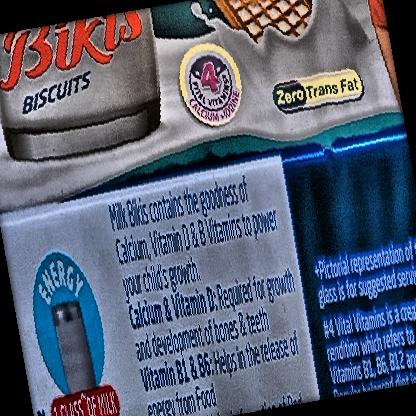 Bikis
BISCUITS
4
VITAL VITAMINS
CALCIUM + IODINE
Zero Trans Fat
Milk Bikis contains the goodness of
Calcium, Vitamin D & B Vitamins to power
your child's growth.
Calcium & Vitamin D: Required for growth
and development of bones & teeth
Vitamin B1 & B6: Helps in the release of
energy from Food
ENERGY
GLASS OF MILK
Pictorial representation of
glass is for suggested
#4 Vital Vitamins is a
rendition which refers to
Vitamins B1, B6, B12